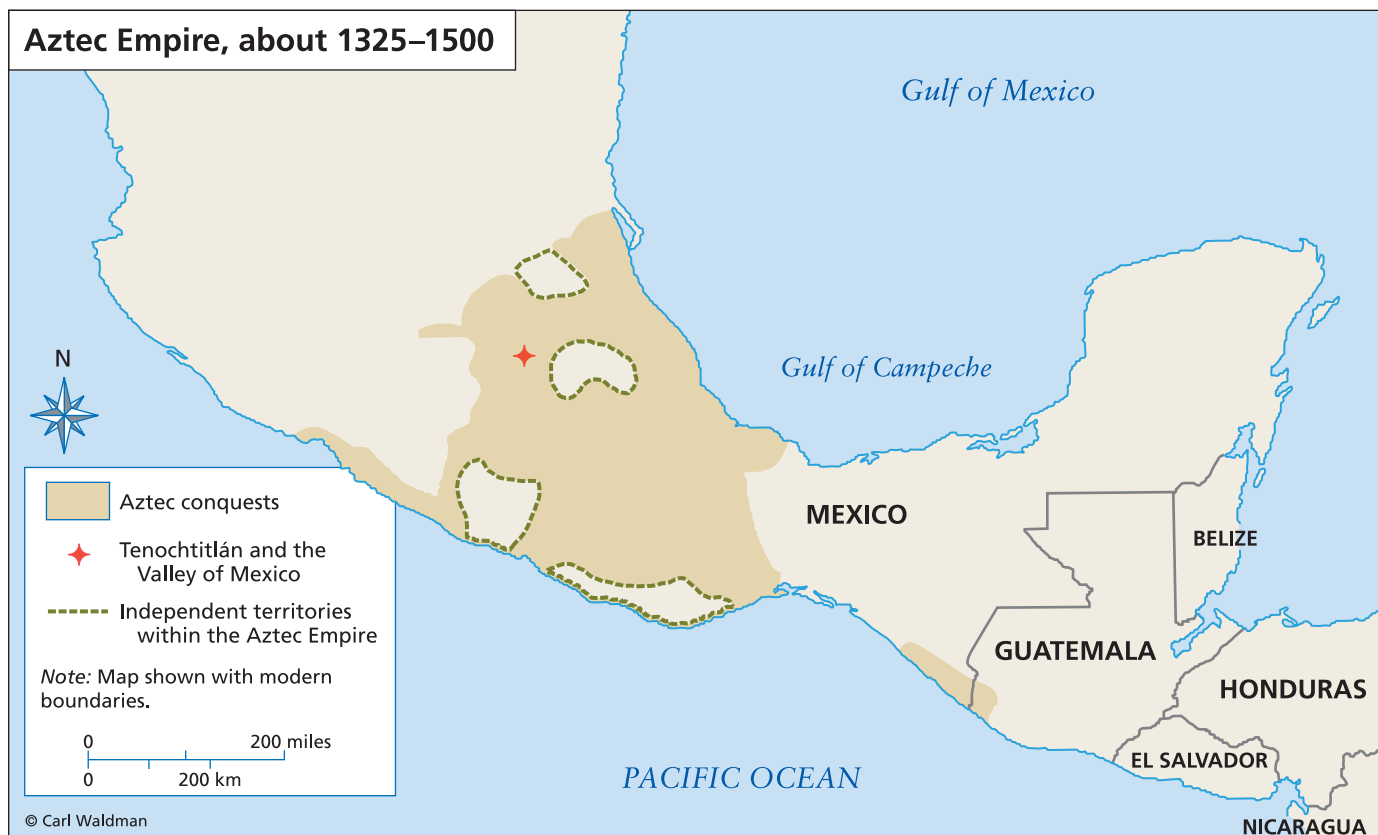 Aztec Empire, about 1325–1500
Gulf of Mexico
Gulf of Campeche
N
MEXICO
BELIZE
GUATEMALA
HONDURAS
EL SALVADOR
NICARAGUA
PACIFIC OCEAN
Aztec conquests
Tenochtitlán and the
Valley of Mexico
Independent territories
within the Aztec Empire
Note: Map shown with modern
boundaries.
0 200 miles
0 200 km
© Carl Waldman